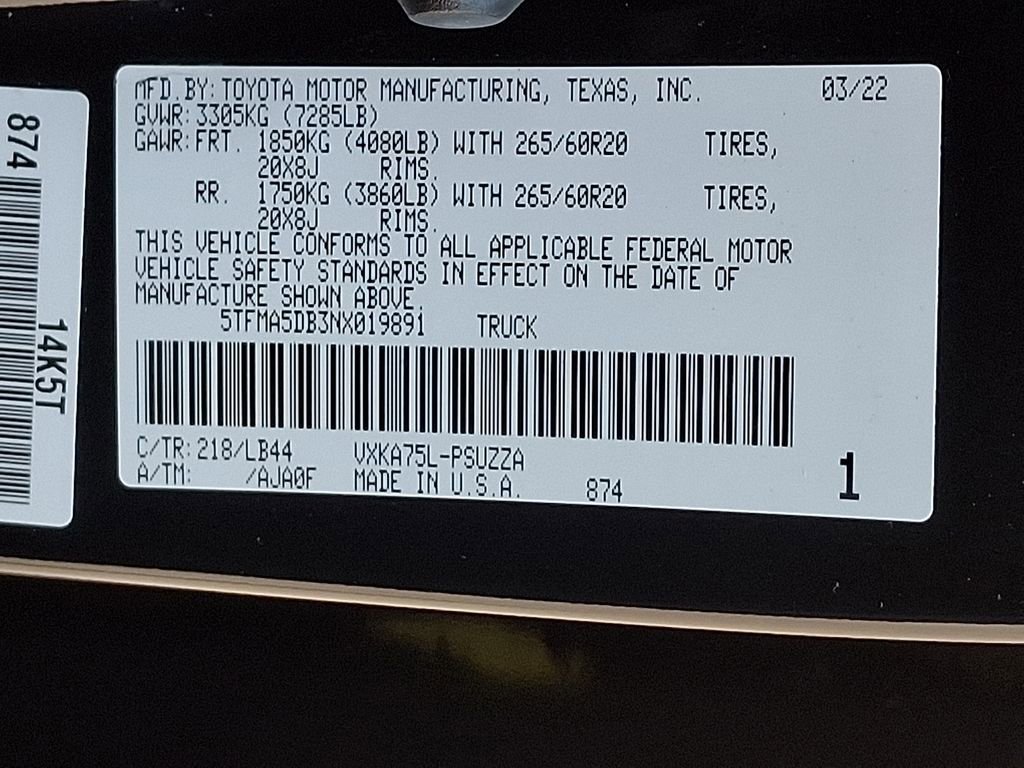 MFD.BY: TOYOTA MOTOR MANUFACTURING, TEXAS, INC. 03/22
GVWR: 3305KG (7285LB)
GAWR: FRT. 1850KG (4080LB) WITH 265/60R20 TIRES,
20X8J RIMS.
RR. 1750KG (3860LB) WITH 265/60R20 TIRES,
20X8J RIMS.
THIS VEHICLE CONFORMS TO ALL APPLICABLE FEDERAL MOTOR
VEHICLE SAFETY STANDARDS IN EFFECT ON THE DATE OF
MANUFACTURE SHOWN ABOVE.
5TFMA5DB3NX019891 TRUCK
C/TR: 218/LB44 VXKA75L-PSUZZA
A/TM: /AJA0F MADE IN U.S.A. 874
1
874
14K5T